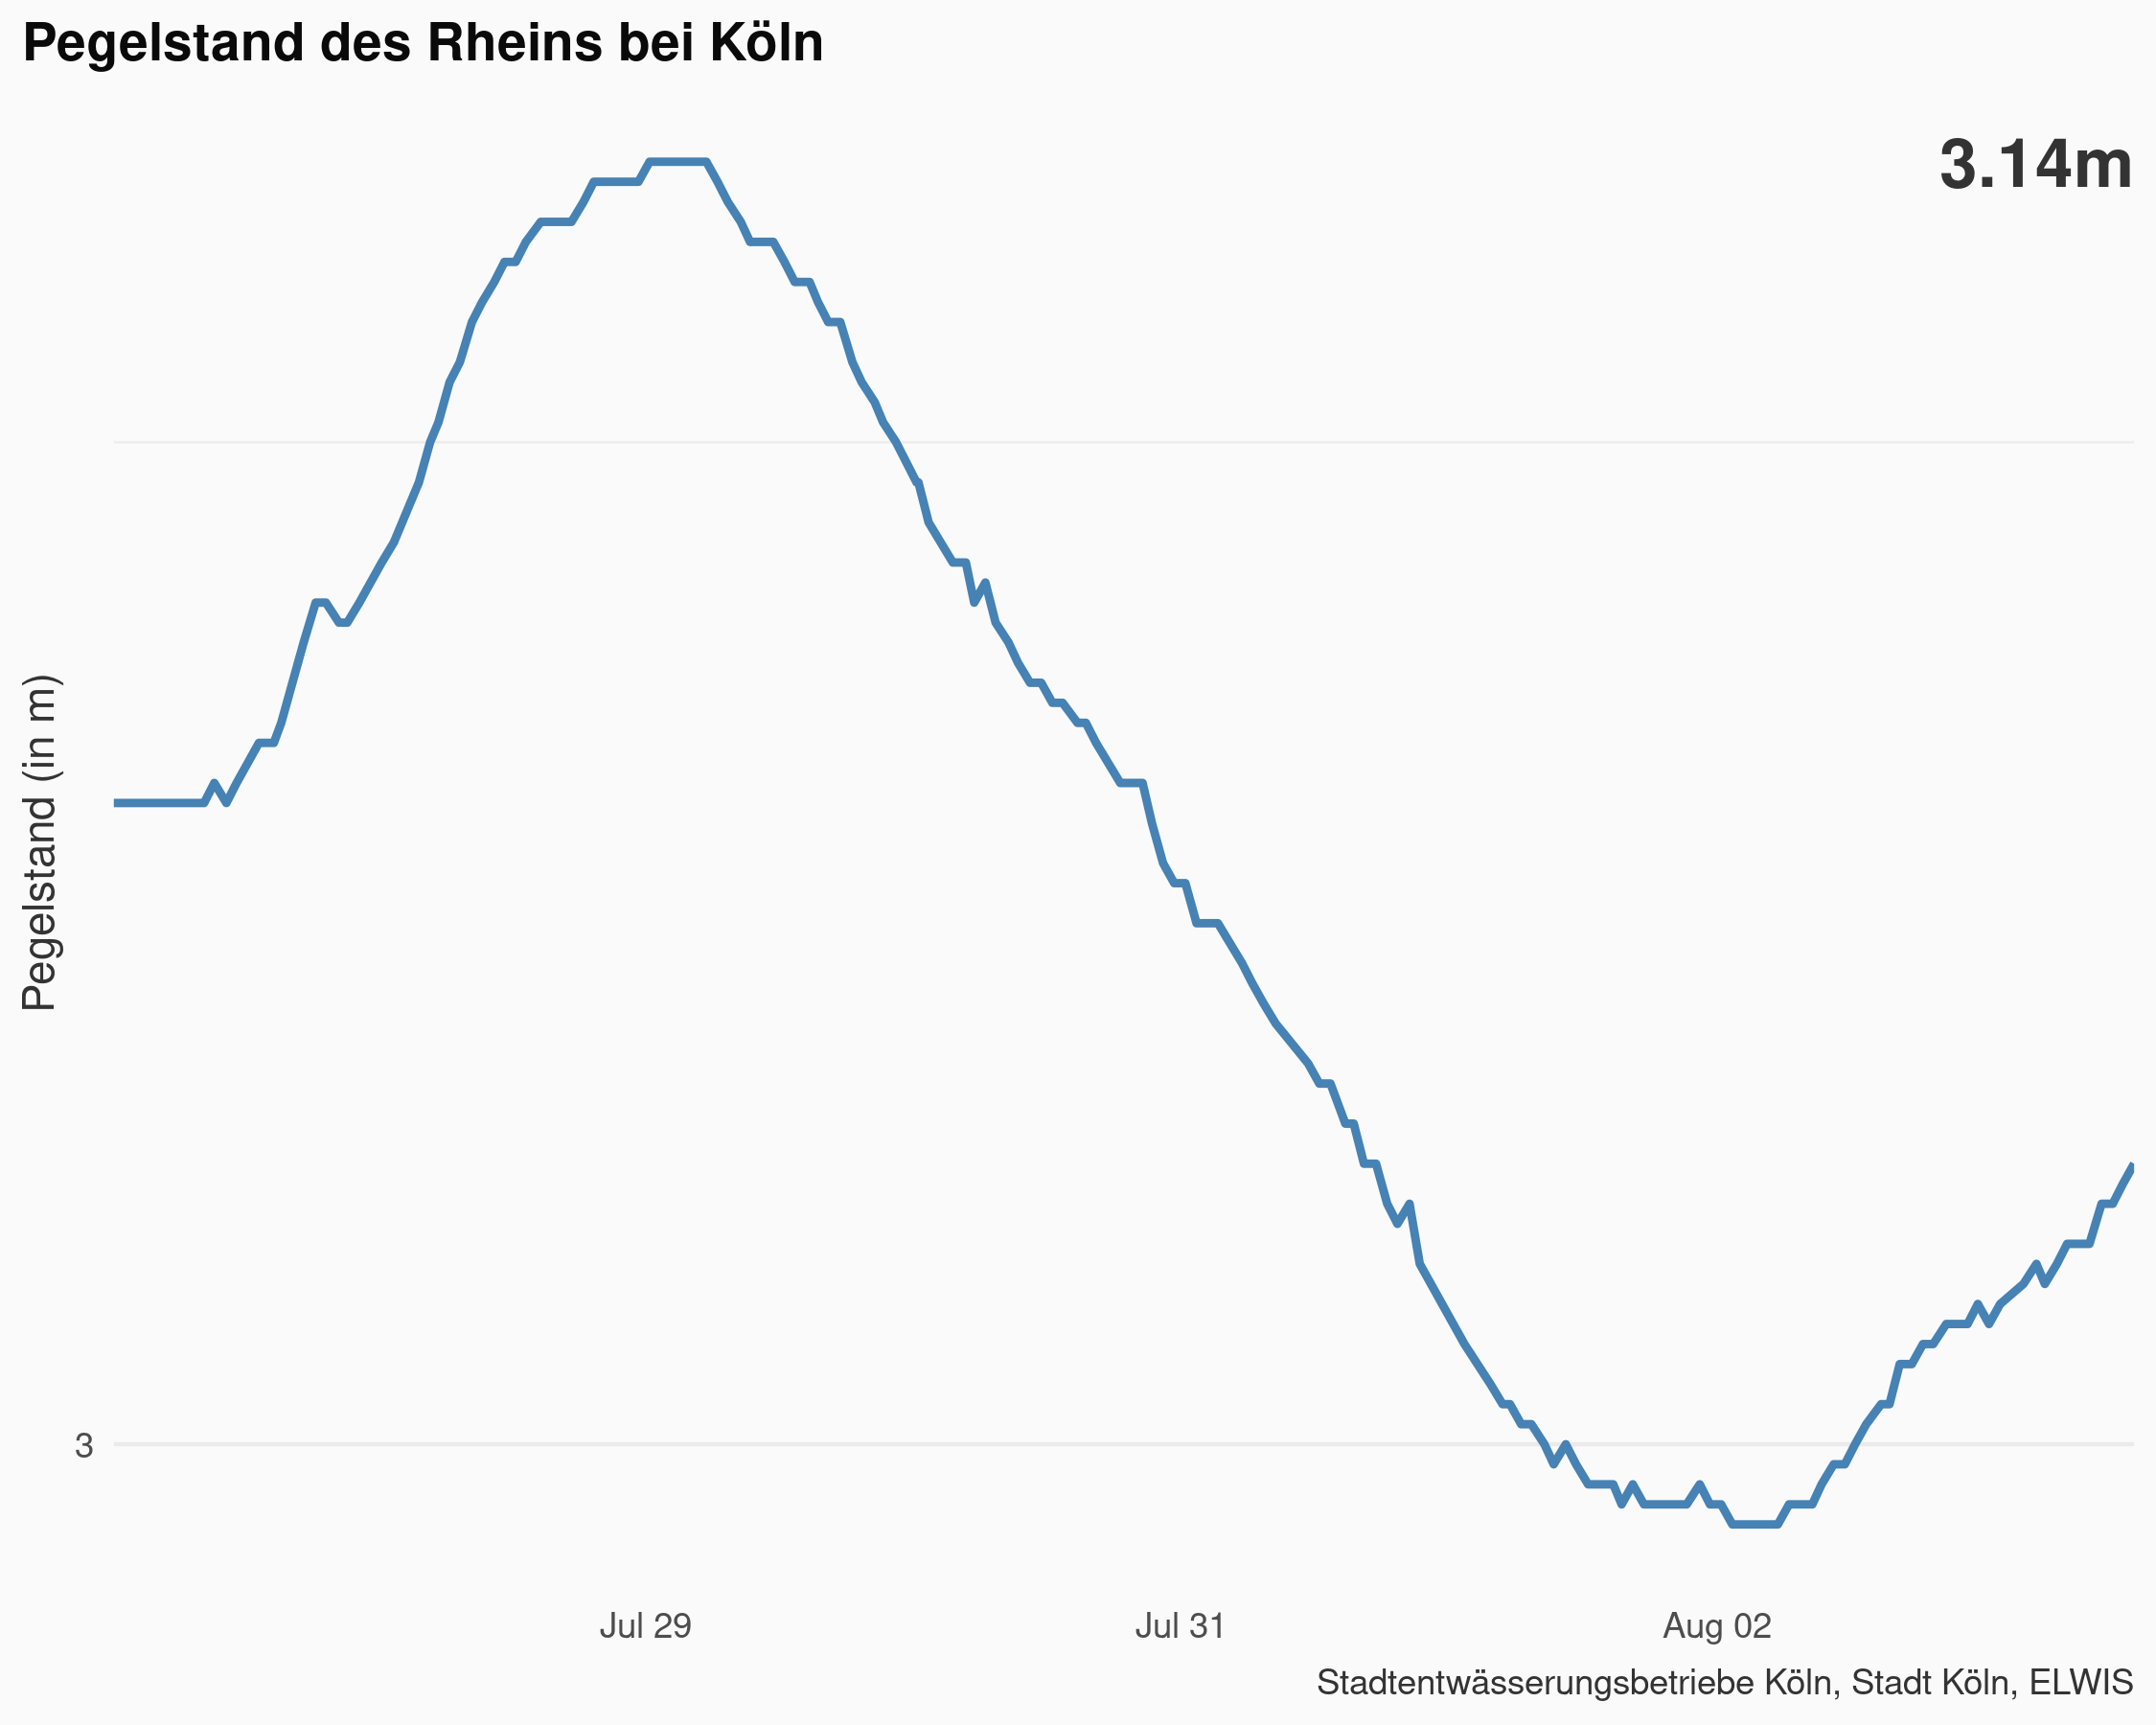 Pegelstand des Rheins bei Köln
3.14m
Pegelstand (in m)
3
Jul 29
Jul 31
Aug 02
Stadtentwässerungsbetriebe Köln, Stadt Köln, ELWIS